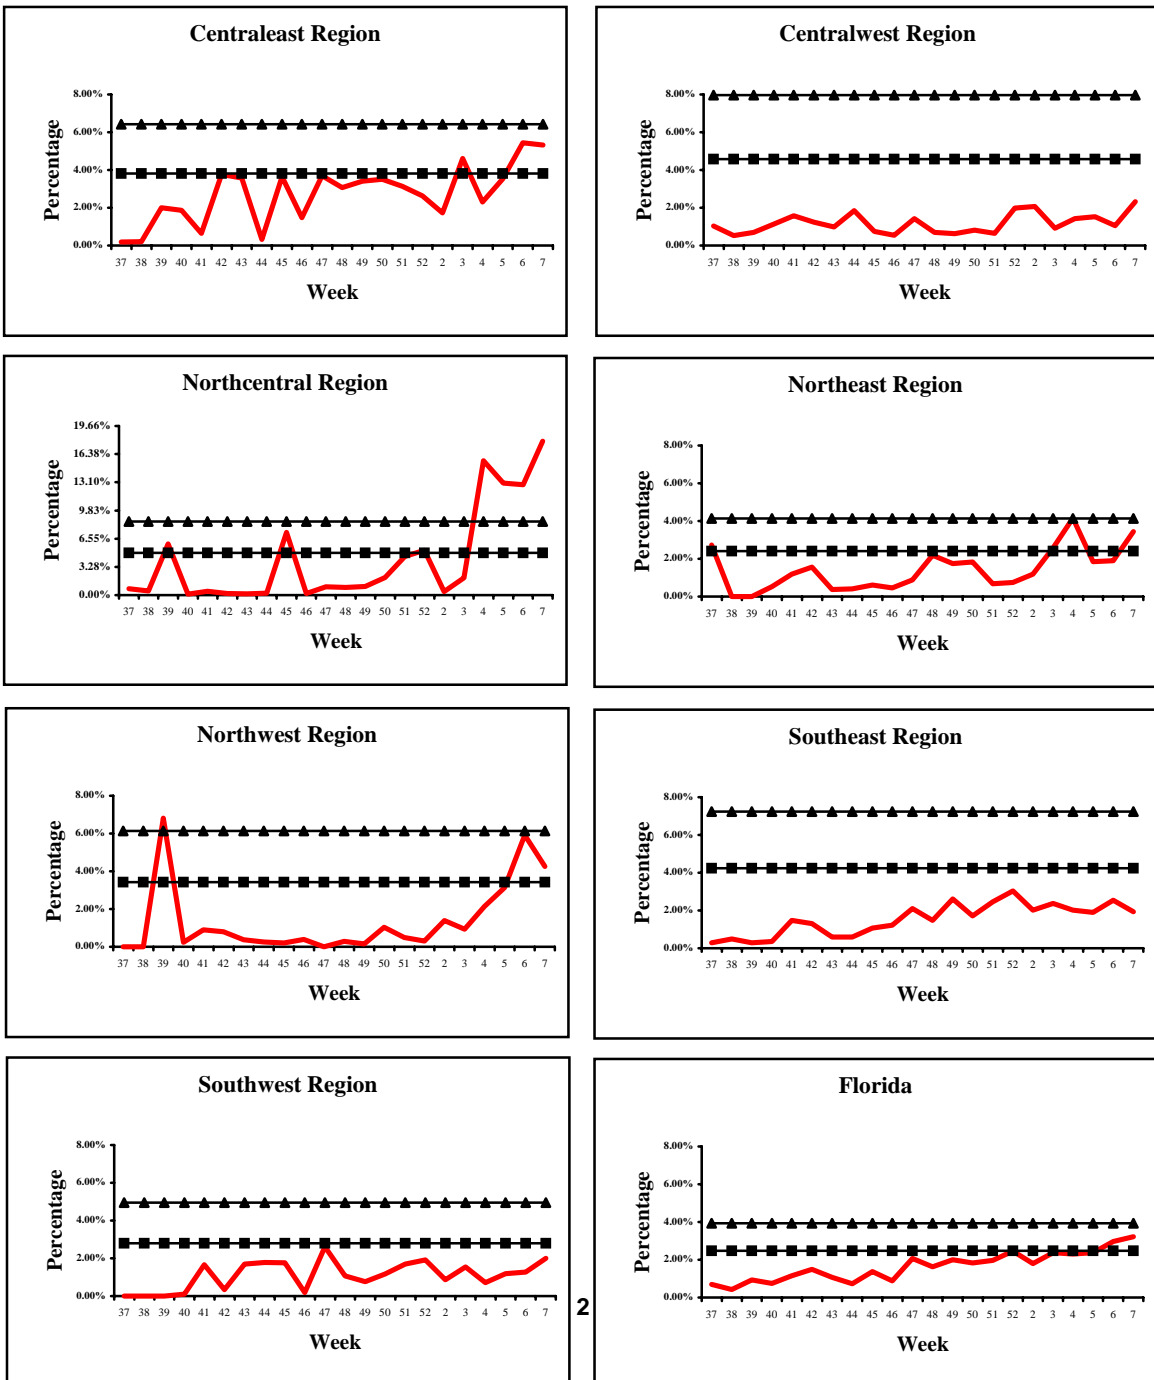 Centraleast Region
Percentage
8.00%
6.00%
4.00%
2.00%
0.00%
37 38 39 40 41 42 43 44 45 46 47 48 49 50 51 52 2 3 4 5 6 7
Week
Centralwest Region
Percentage
8.00%
6.00%
4.00%
2.00%
0.00%
37 38 39 40 41 42 43 44 45 46 47 48 49 50 51 52 2 3 4 5 6 7
Week
Northcentral Region
Percentage
19.66%
16.38%
13.10%
9.83%
6.55%
3.28%
0.00%
37 38 39 40 41 42 43 44 45 46 47 48 49 50 51 52 2 3 4 5 6 7
Week
Northeast Region
Percentage
8.00%
6.00%
4.00%
2.00%
0.00%
37 38 39 40 41 42 43 44 45 46 47 48 49 50 51 52 2 3 4 5 6 7
Week
Northwest Region
Percentage
8.00%
6.00%
4.00%
2.00%
0.00%
37 38 39 40 41 42 43 44 45 46 47 48 49 50 51 52 2 3 4 5 6 7
Week
Southeast Region
Percentage
8.00%
6.00%
4.00%
2.00%
0.00%
37 38 39 40 41 42 43 44 45 46 47 48 49 50 51 52 2 3 4 5 6 7
Week
Southwest Region
Percentage
8.00%
6.00%
4.00%
2.00%
0.00%
37 38 39 40 41 42 43 44 45 46 47 48 49 50 51 52 2 3 4 5 6 7
Week
Florida
Percentage
8.00%
6.00%
4.00%
2.00%
0.00%
37 38 39 40 41 42 43 44 45 46 47 48 49 50 51 52 2 3 4 5 6 7
Week
2